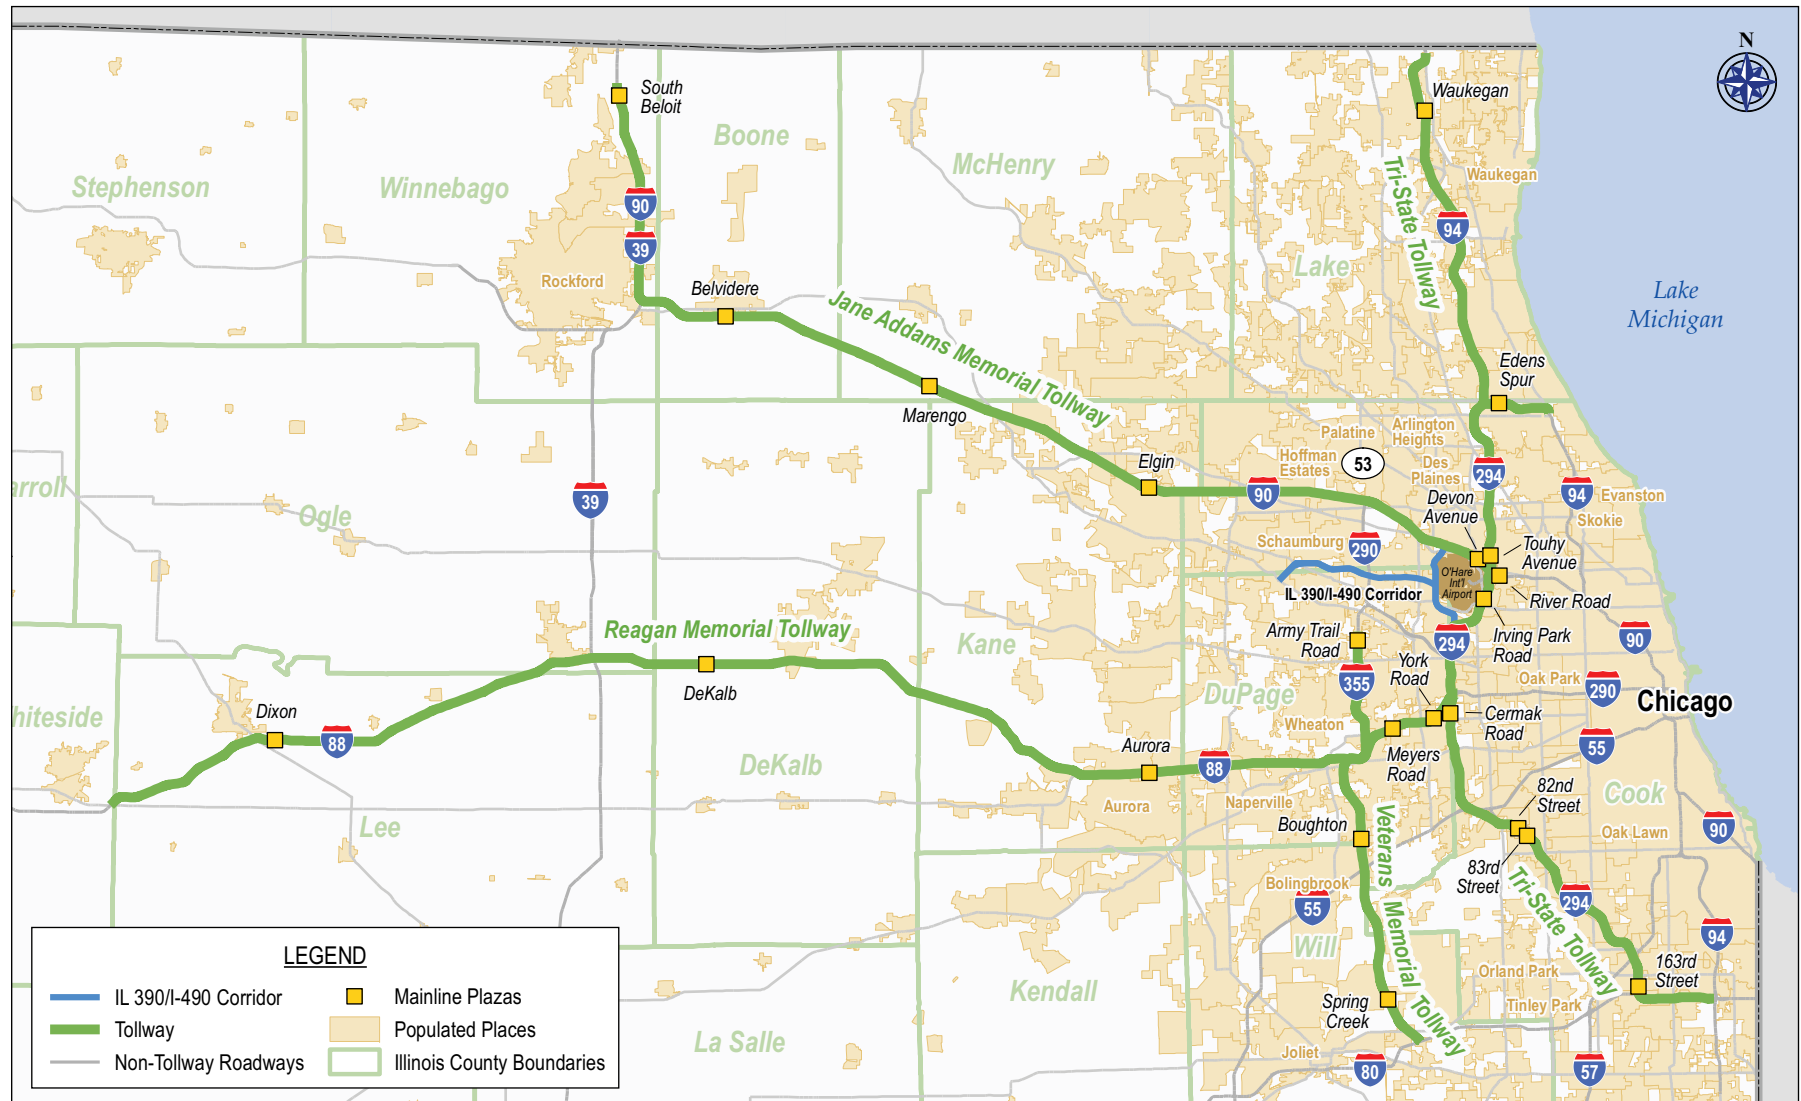 N
South
Beloit
Waukegan
Boone
McHenry
Stephenson
Winnebago
Waukegan
90
94
39
Tri-State Tollway
Lake
Rockford
Belvidere
Lake
Michigan
Jane Addams Memorial Tollway
Edens
Spur
Marengo
Palatine
Arlington
Heights
Elgin
Hoffman
Estates
53
Des
Plaines
294
90
94
Evanston
arroll
39
Devon
Avenue
Skokie
Ogle
Schaumburg
290
Touhy
Avenue
O'Hare
Int'l
Airport
IL 390/I-490 Corridor
River Road
Reagan Memorial Tollway
Kane
Army Trail
Road
294
Irving Park
Road
90
York
Road
355
Oak Park
290
DeKalb
DuPage
Chicago
hiteside
Dixon
Wheaton
Cermak
Road
88
Aurora
55
DeKalb
88
Meyers
Road
82nd
Street
Cook
Aurora
Naperville
Lee
Boughton
Oak Lawn
90
83rd
Street
Veterans Memorial Tollway
Bolingbrook
55
Tri-State Tollway
294
94
Will
LEGEND
163rd
Street
Orland Park
Kendall
IL 390/I-490 Corridor
Mainline Plazas
Spring
Creek
Tinley Park
Tollway
Populated Places
La Salle
Non-Tollway Roadways
Illinois County Boundaries
Joliet
80
57